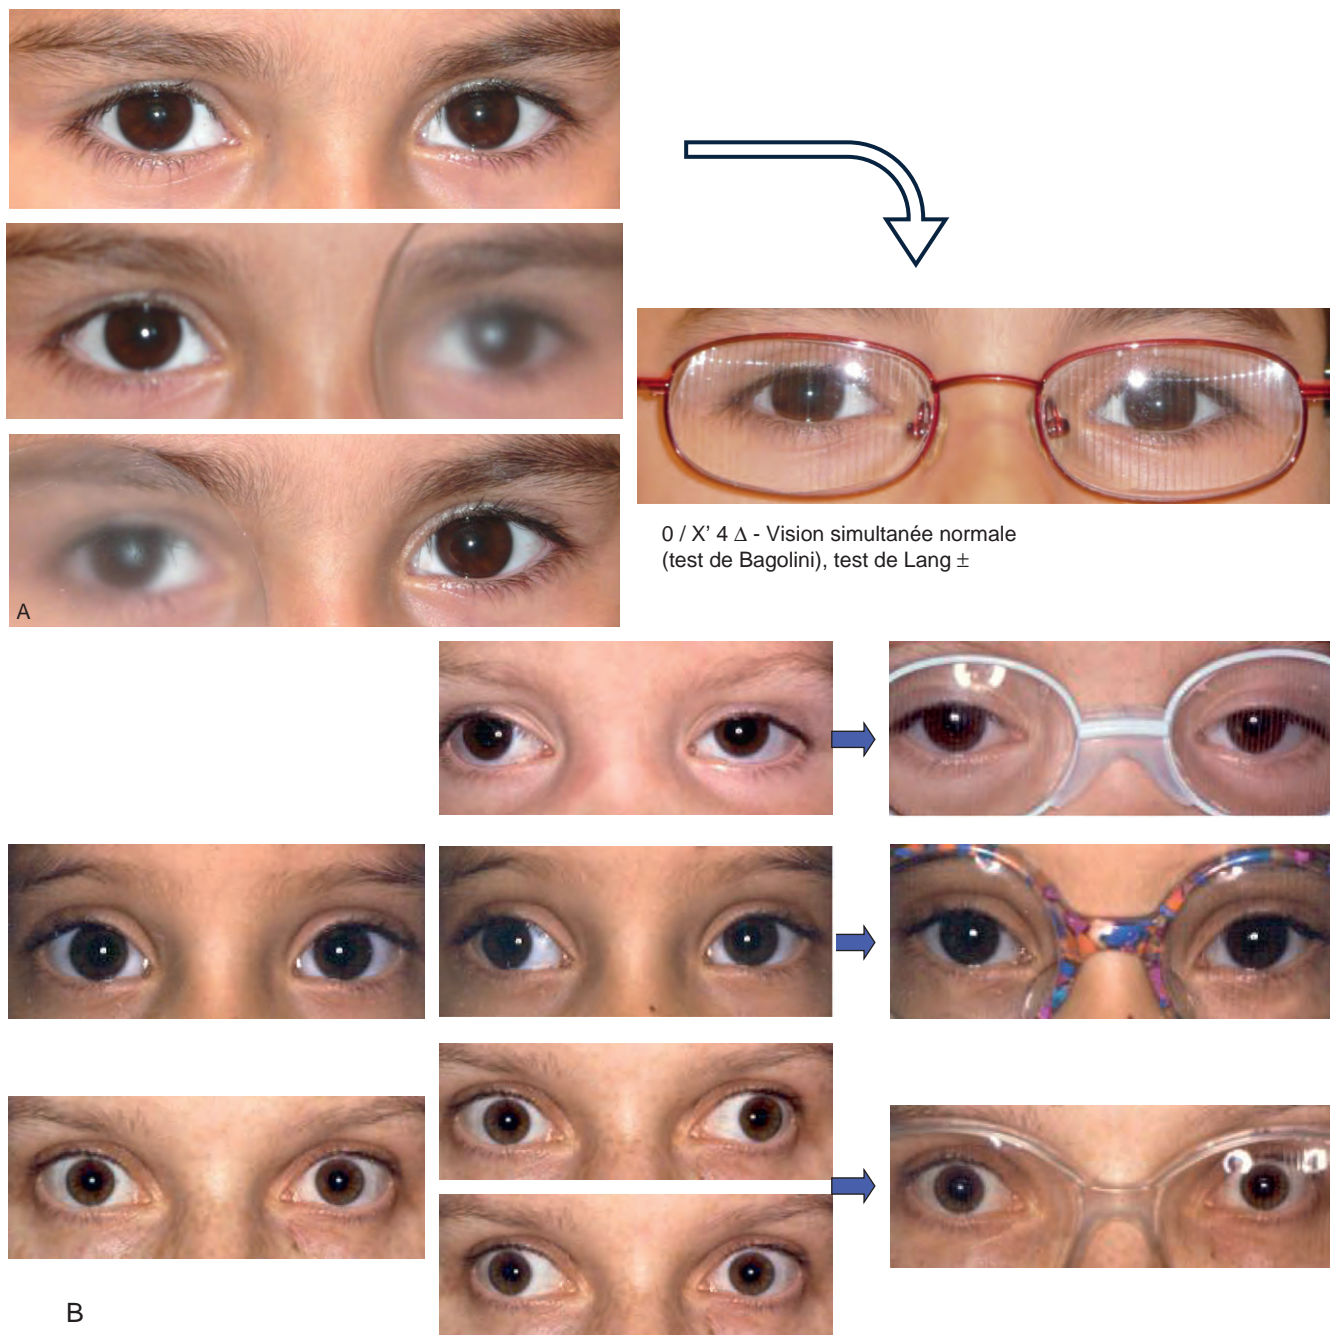 A
0 / X’ 4 Δ - Vision simultanée normale
(test de Bagolini), test de Lang ±
B